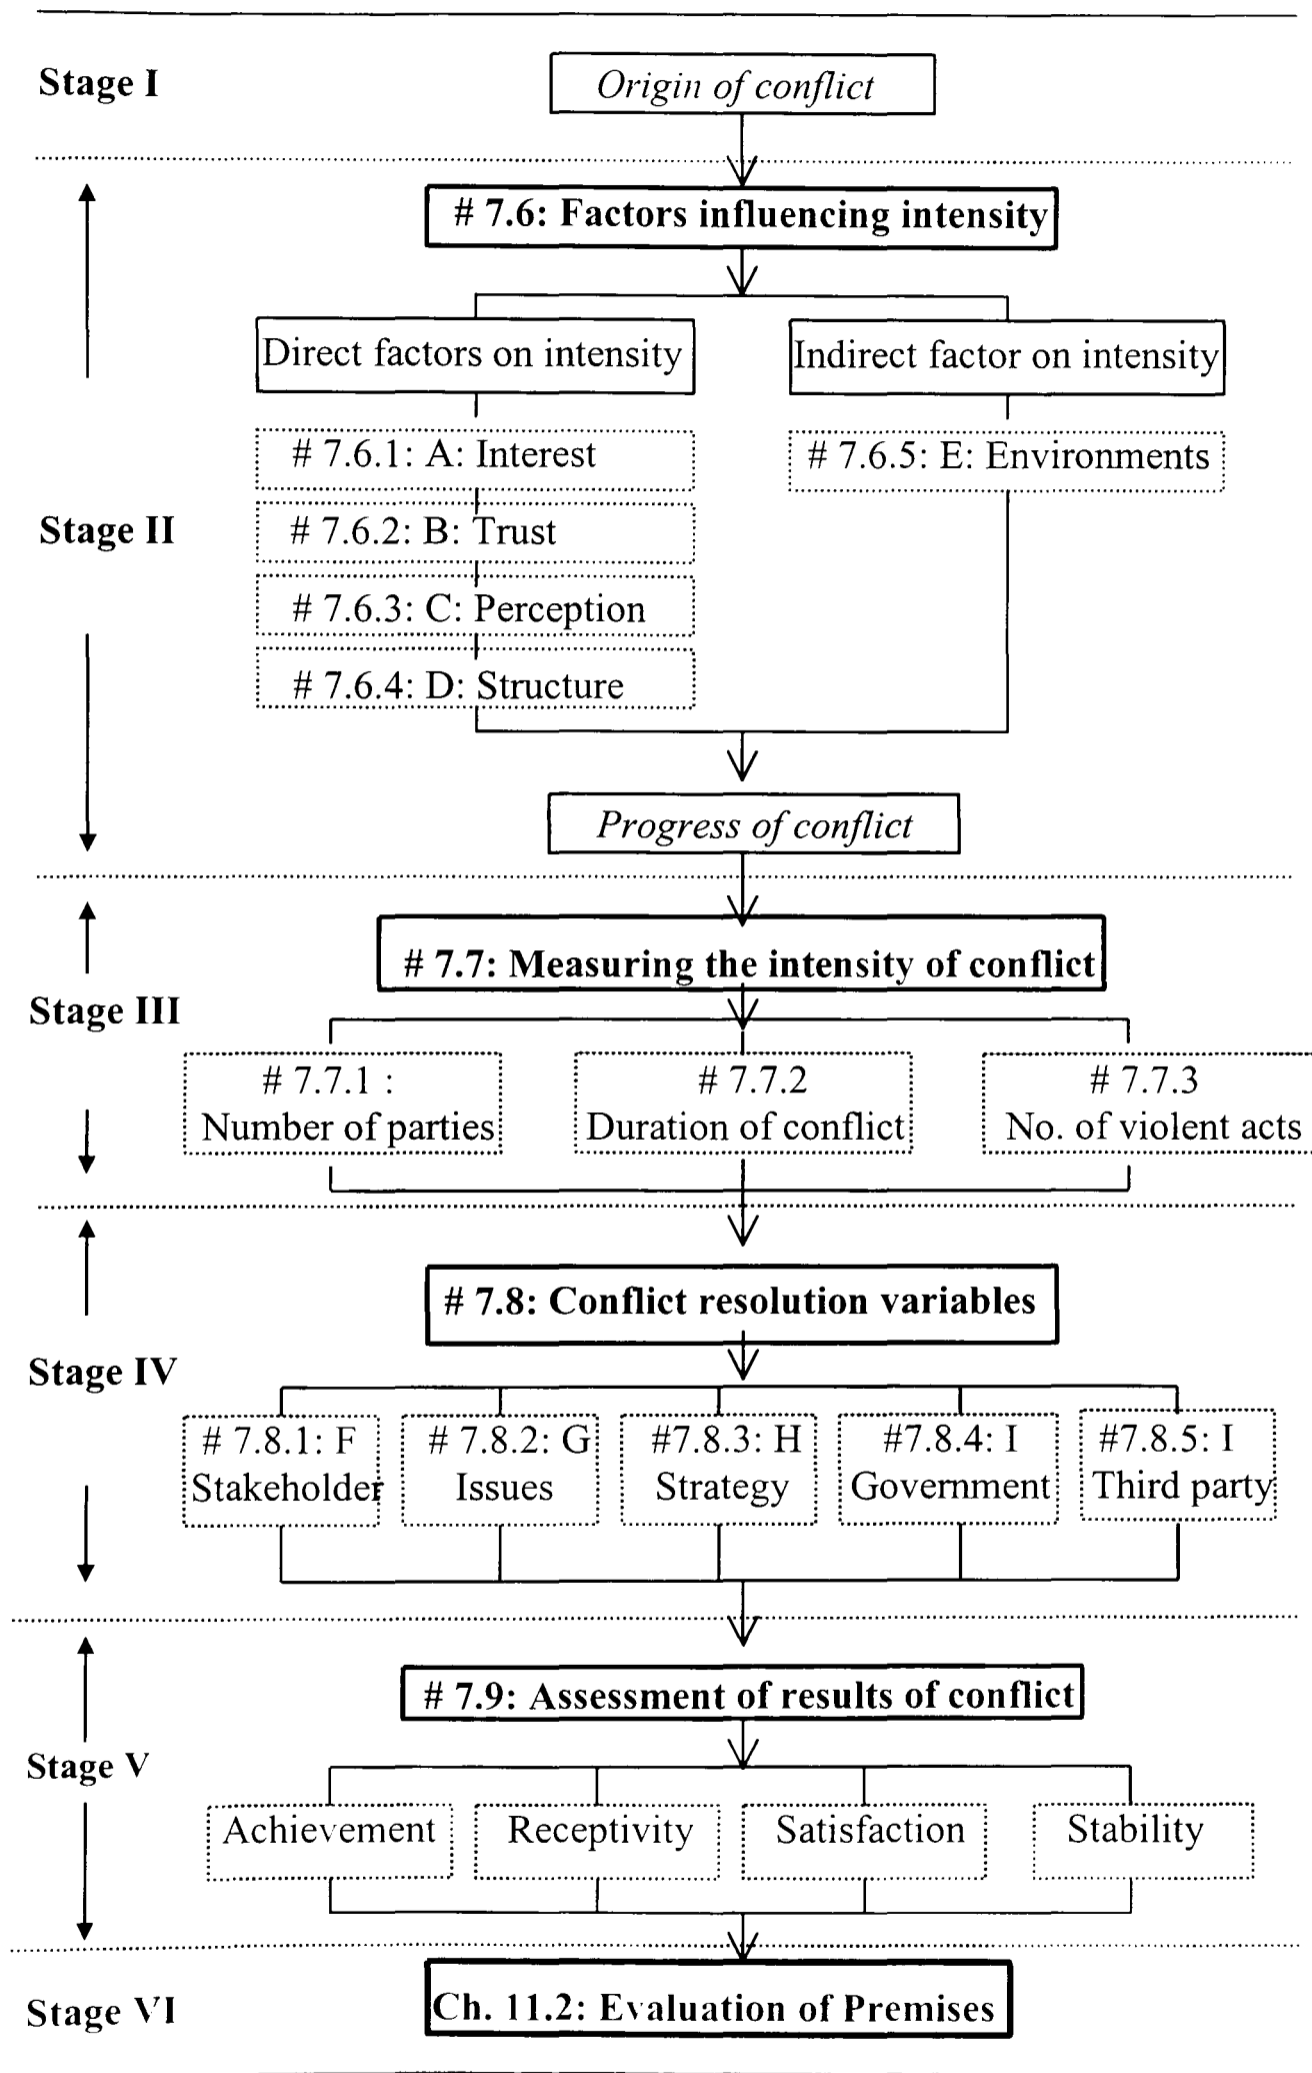 Stage I
Origin of conflict
# 7.6: Factors influencing intensity
Direct factors on intensity
Indirect factor on intensity
# 7.6.1: A: Interest
# 7.6.5: E: Environments
Stage II
# 7.6.2: B: Trust
# 7.6.3: C: Perception
# 7.6.4: D: Structure
Progress of conflict
# 7.7: Measuring the intensity of conflict
Stage III
# 7.7.1 :
Number of parties
# 7.7.2
Duration of conflict
# 7.7.3
No. of violent acts
# 7.8: Conflict resolution variables
Stage IV
# 7.8.1: F
Stakeholder
# 7.8.2: G
Issues
#7.8.3: H
Strategy
#7.8.4: I
Government
#7.8.5: I
Third party
# 7.9: Assessment of results of conflict
Stage V
Achievement
Receptivity
Satisfaction
Stability
Stage VI
Ch. 11.2: Evaluation of Premises